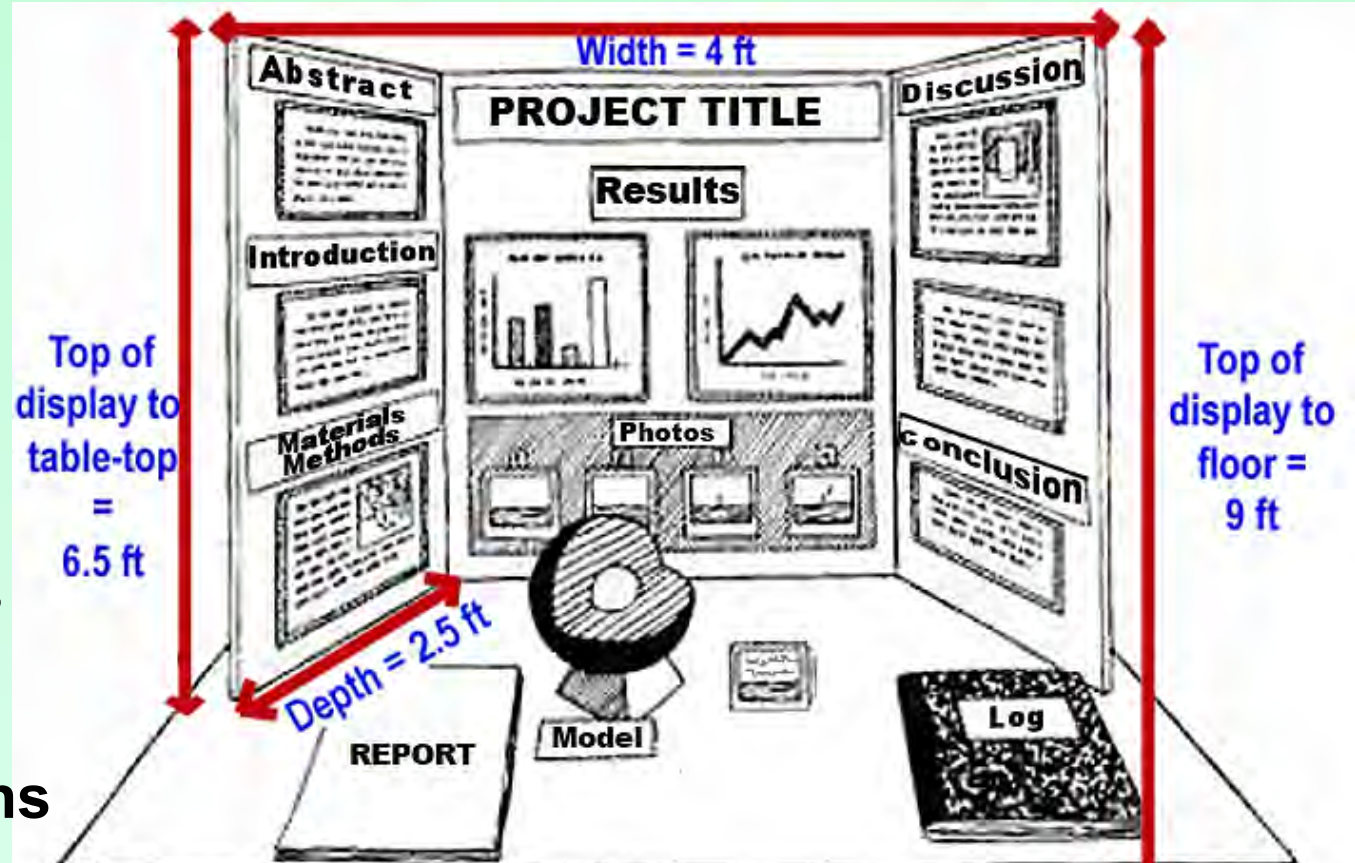 Width = 4 ft
Abstract
PROJECT TITLE
Discussion
Results
Introduction
Top of
display to
table-top
=
6.5 ft
Materials
Methods
Photos
Conclusion
Top of
display to
floor =
9 ft
Depth = 2.5 ft
REPORT
Model
Log
ns